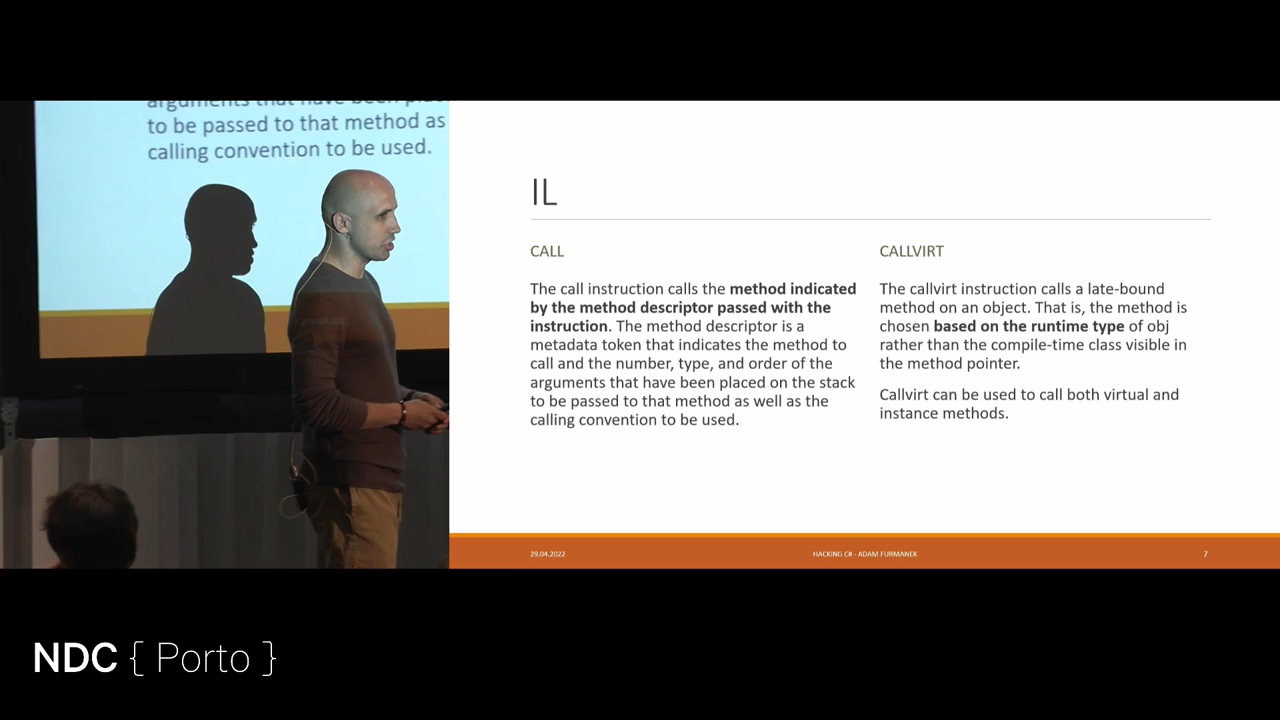 arguments that have been
to be passed to that method as
calling convention to be used.
IL
CALL
The call instruction calls the method indicated
by the method descriptor passed with the
instruction. The method descriptor is a
metadata token that indicates the method to
call and the number, type, and order of the
arguments that have been placed on the stack
to be passed to that method as well as the
calling convention to be used.
CALLVIRT
The callvirt instruction calls a late-bound
method on an object. That is, the method is
chosen based on the runtime type of obj
rather than the compile-time class visible in
the method pointer.
Callvirt can be used to call both virtual and
instance methods.
29.04.2022
HACKING C# - ADAM FURMANEK
7
NDC { Porto }